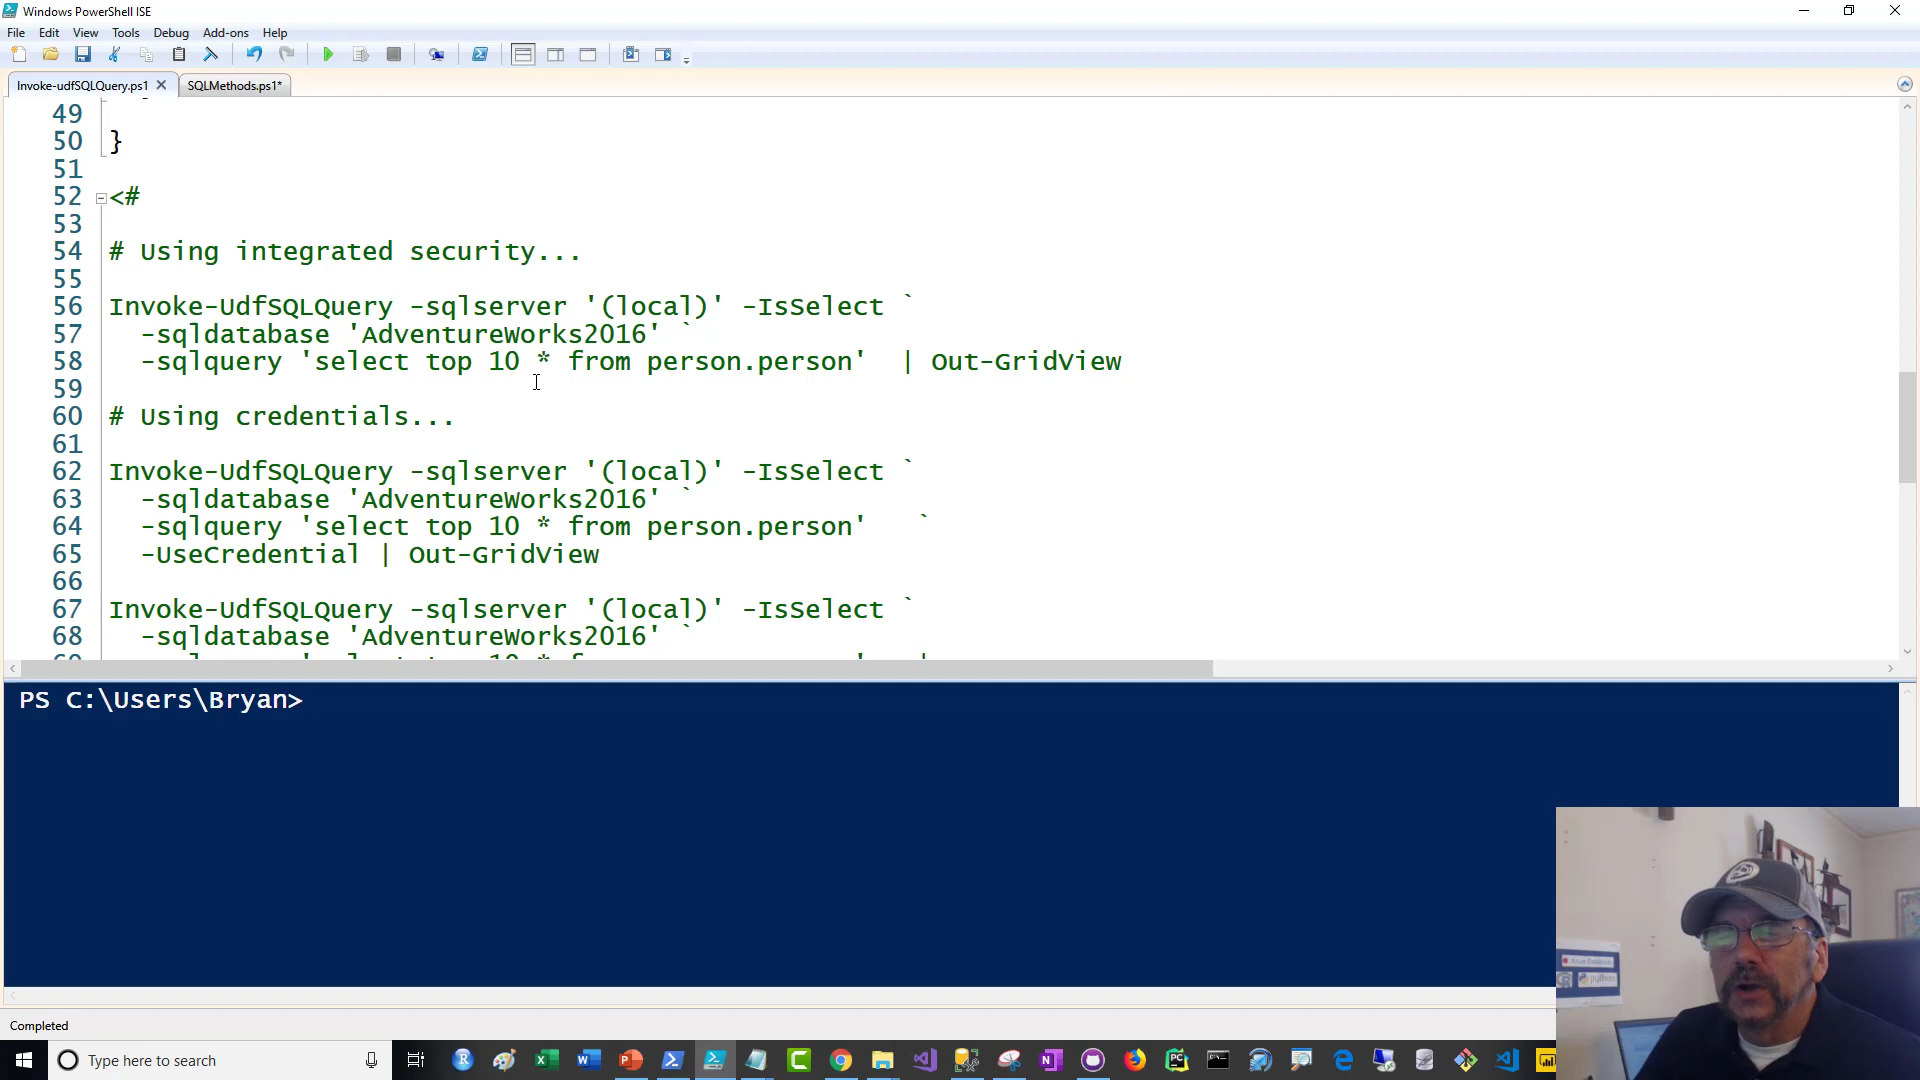 Windows PowerShell ISE
File Edit View Tools Debug Add-ons Help
Invoke-udfSQLQuery.ps1 SQLMethods.ps1*
49
50 }
51
52 <#
53
54 # Using integrated security...
55
56 Invoke-UdfSQLQuery -sqlserver '(local)' -IsSelect `
57 -sqldatabase 'AdventureWorks2016' `
58 -sqlquery 'select top 10 * from person.person' | Out-GridView
59
60 # Using credentials...
61
62 Invoke-UdfSQLQuery -sqlserver '(local)' -IsSelect `
63 -sqldatabase 'AdventureWorks2016' `
64 -sqlquery 'select top 10 * from person.person' `
65 -UseCredential | Out-GridView
66
67 Invoke-UdfSQLQuery -sqlserver '(local)' -IsSelect `
68 -sqldatabase 'AdventureWorks2016' `
PS C:\Users\Bryan>
Azure Databricks
python
Completed
Type here to search